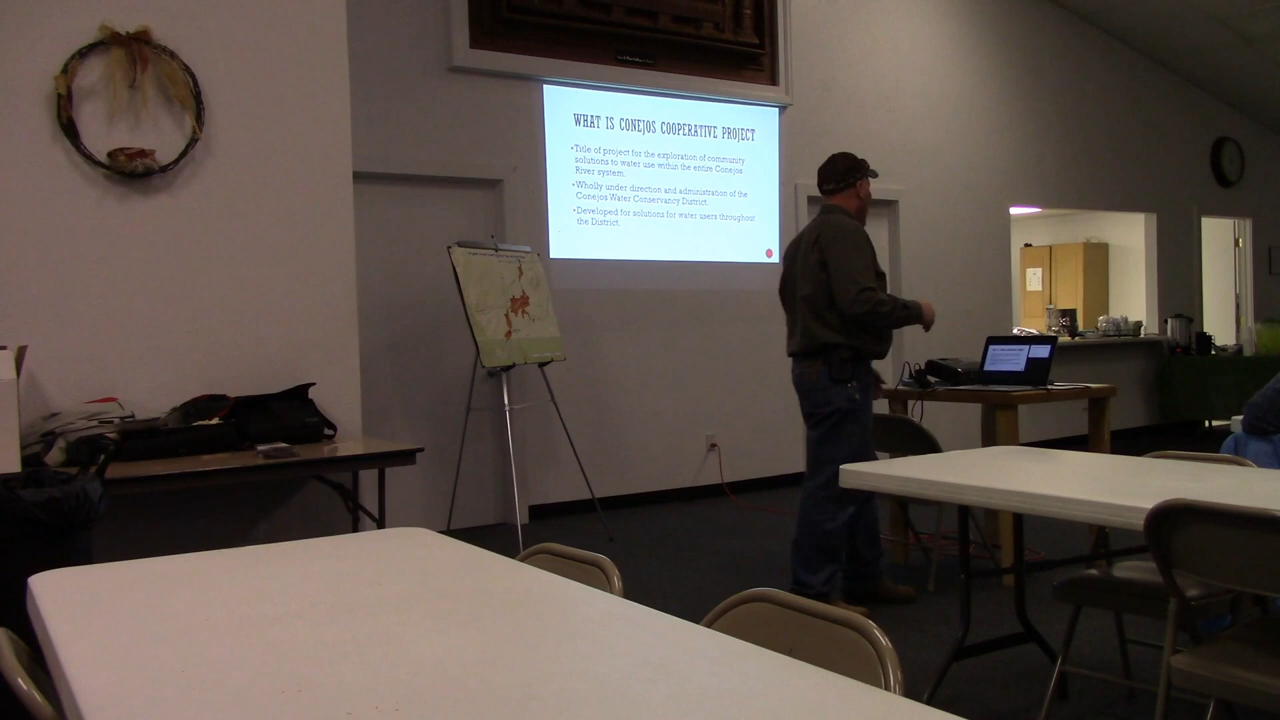 WHAT IS CONEJOS COOPERATIVE PROJECT
•Title of project for the exploration of community
solutions to water use within the entire Conejos
River system.
•Wholly under direction and administration of the
Conejos Water Conservancy District.
•Developed for solutions for water users throughout
the District.